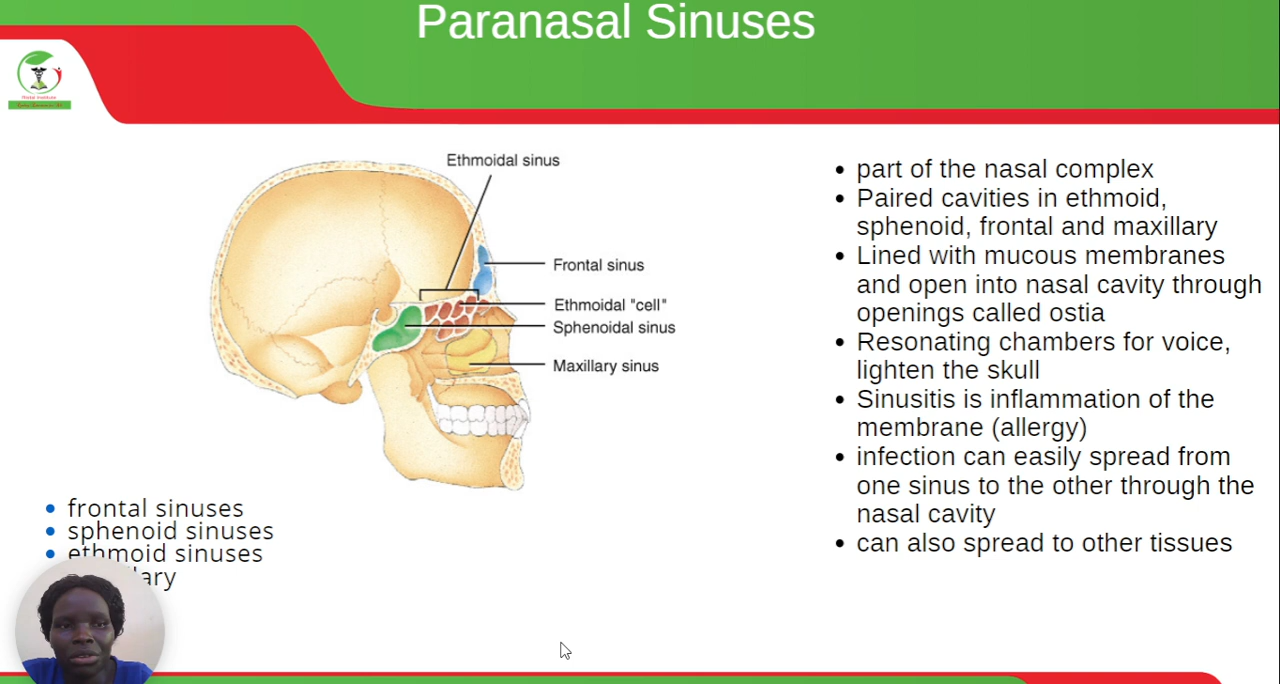 Paranasal Sinuses
Ethmoidal sinus
Frontal sinus
Ethmoidal "cell"
Sphenoidal sinus
Maxillary sinus
• part of the nasal complex
• Paired cavities in ethmoid,
sphenoid, frontal and maxillary
• Lined with mucous membranes
and open into nasal cavity through
openings called ostia
• Resonating chambers for voice,
lighten the skull
• Sinusitis is inflammation of the
membrane (allergy)
• infection can easily spread from
one sinus to the other through the
nasal cavity
• can also spread to other tissues
• frontal sinuses
• sphenoid sinuses
• ethmoid sinuses